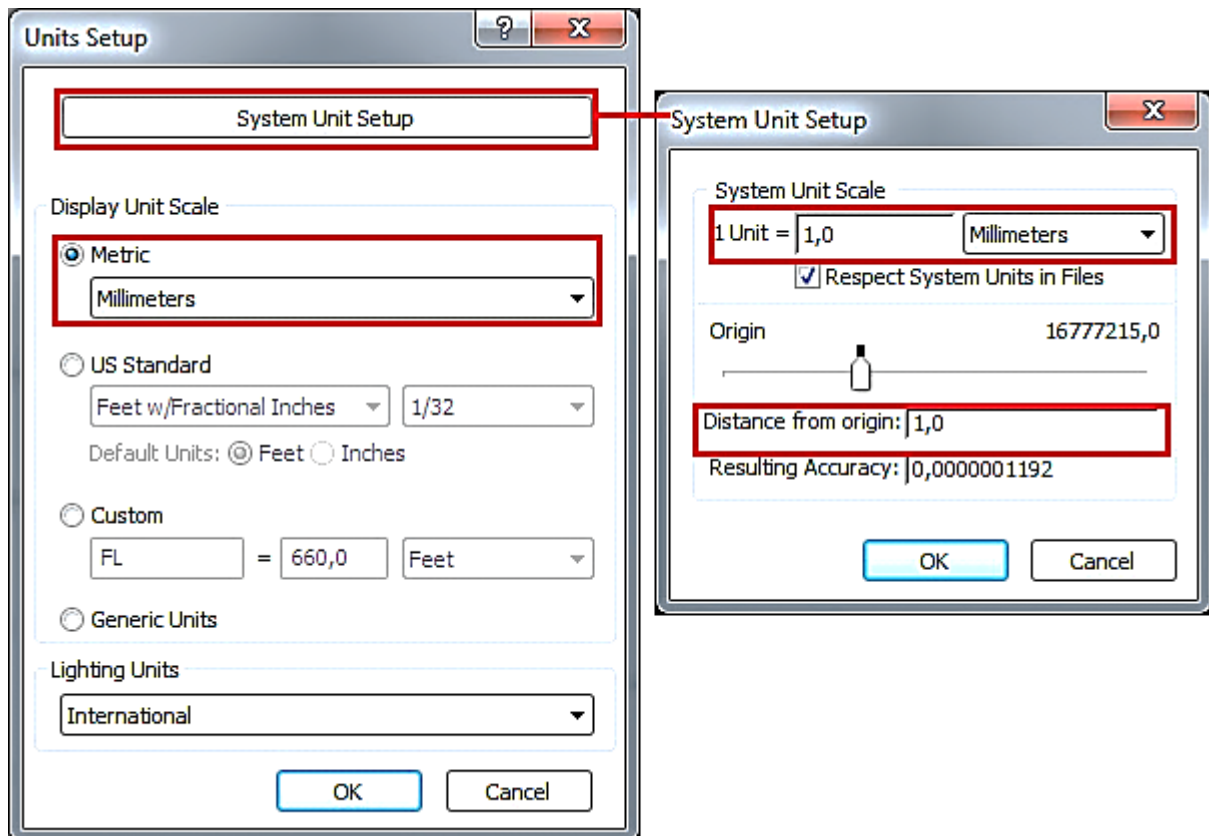 Units Setup
?
X
System Unit Setup
Display Unit Scale
Metric
Millimeters
US Standard
Feet w/Fractional Inches 1/32
Default Units: Feet Inches
Custom
FL = 660,0 Feet
Generic Units
Lighting Units
International
OK Cancel
System Unit Setup
X
System Unit Scale
1 Unit = 1,0 Millimeters
Respect System Units in Files
Origin 16777215,0
Distance from origin: 1,0
Resulting Accuracy: 0,0000001192
OK Cancel